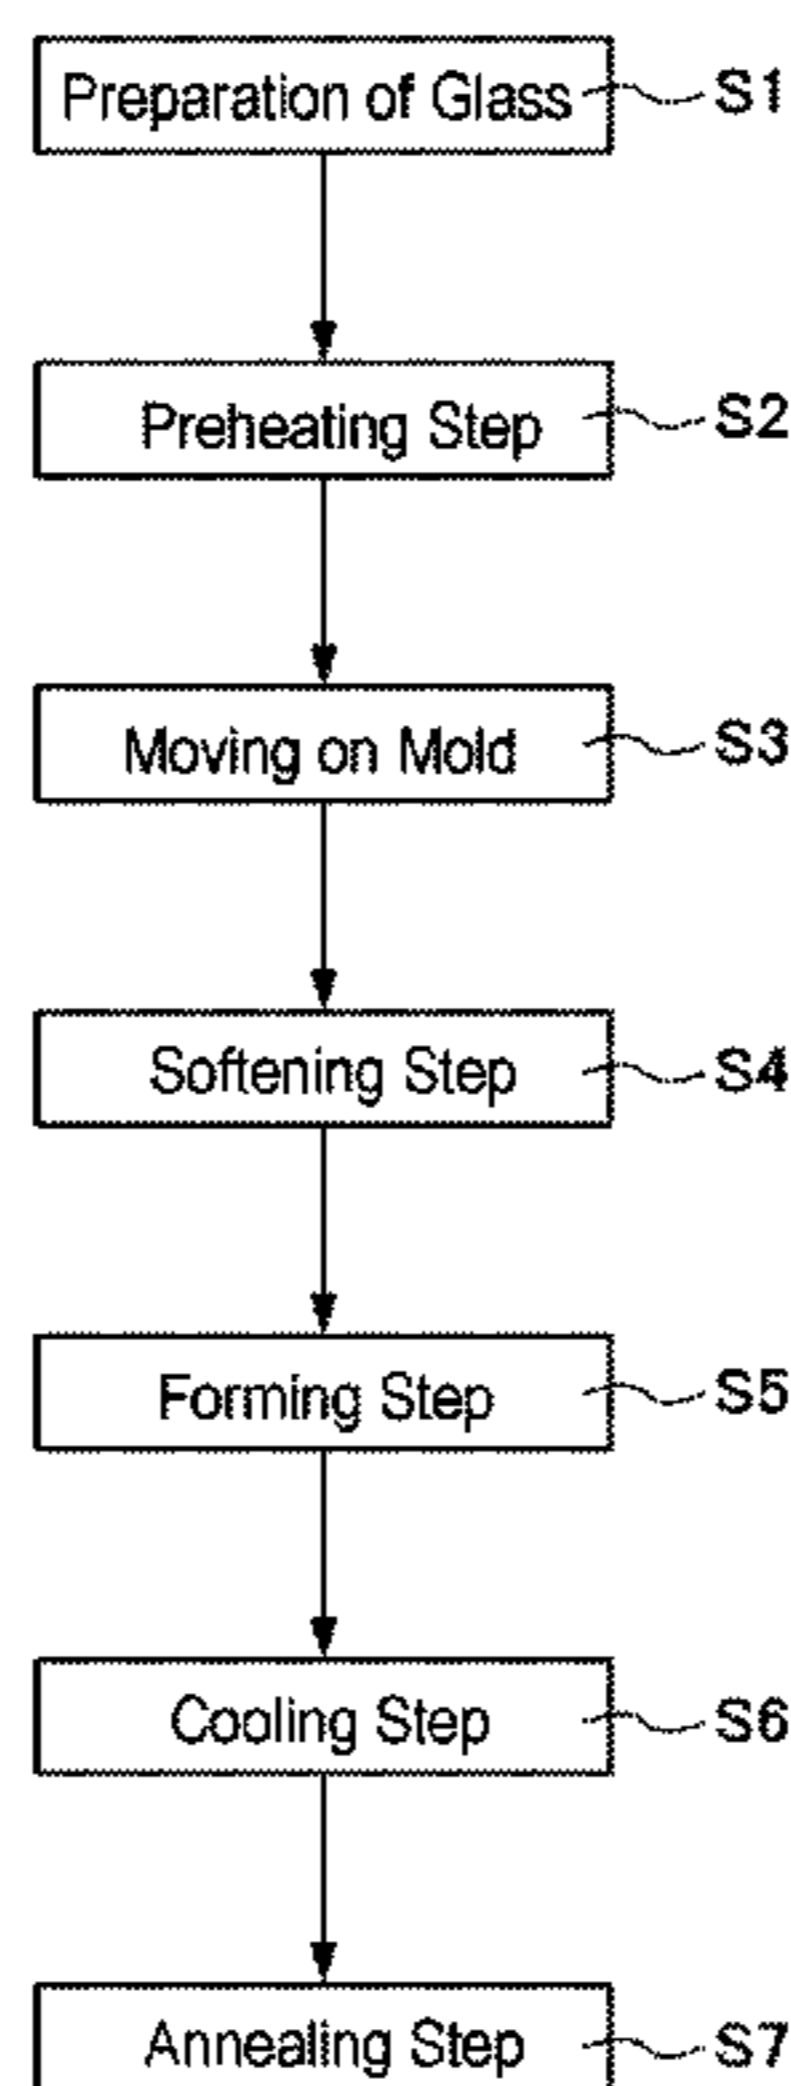 Preparation of Glass S1
Preheating Step S2
Moving on Mold S3
Softening Step S4
Forming Step S5
Cooling Step S6
Annealing Step S7